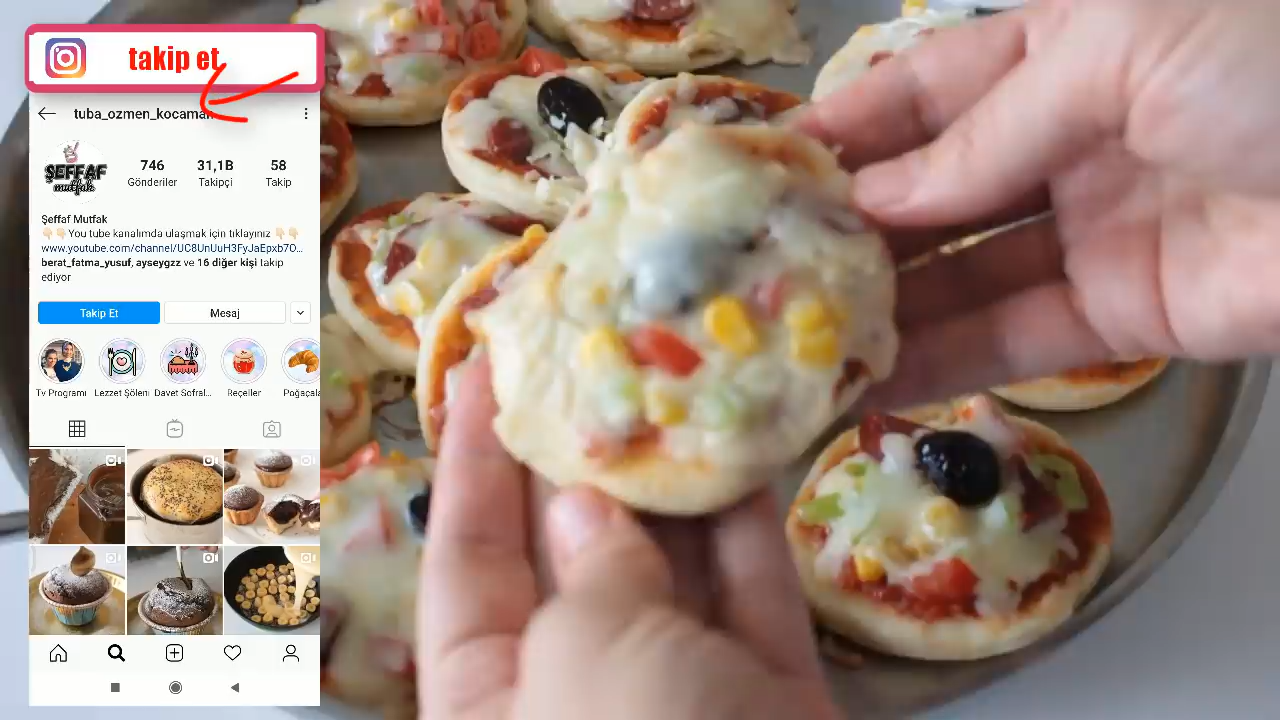 takip et
tuba_ozmen_kocaman
ŞEFFAF
mutfak
746
31,1B
58
Gönderiler
Takipçi
Takip
Şeffaf Mutfak
👇🏻👇🏻You tube kanalımda ulaşmak için tıklayınız 👇🏻👇🏻
www.youtube.com/channel/UC8UnUuH3FyJaEpxb7O...
berat_fatma_yusuf, ayseygzz ve 16 diğer kişi takip
ediyor
Takip Et
Mesaj
Tv Programı
Lezzet Şöleni
Davet Sofral...
Reçeller
Poğaçala